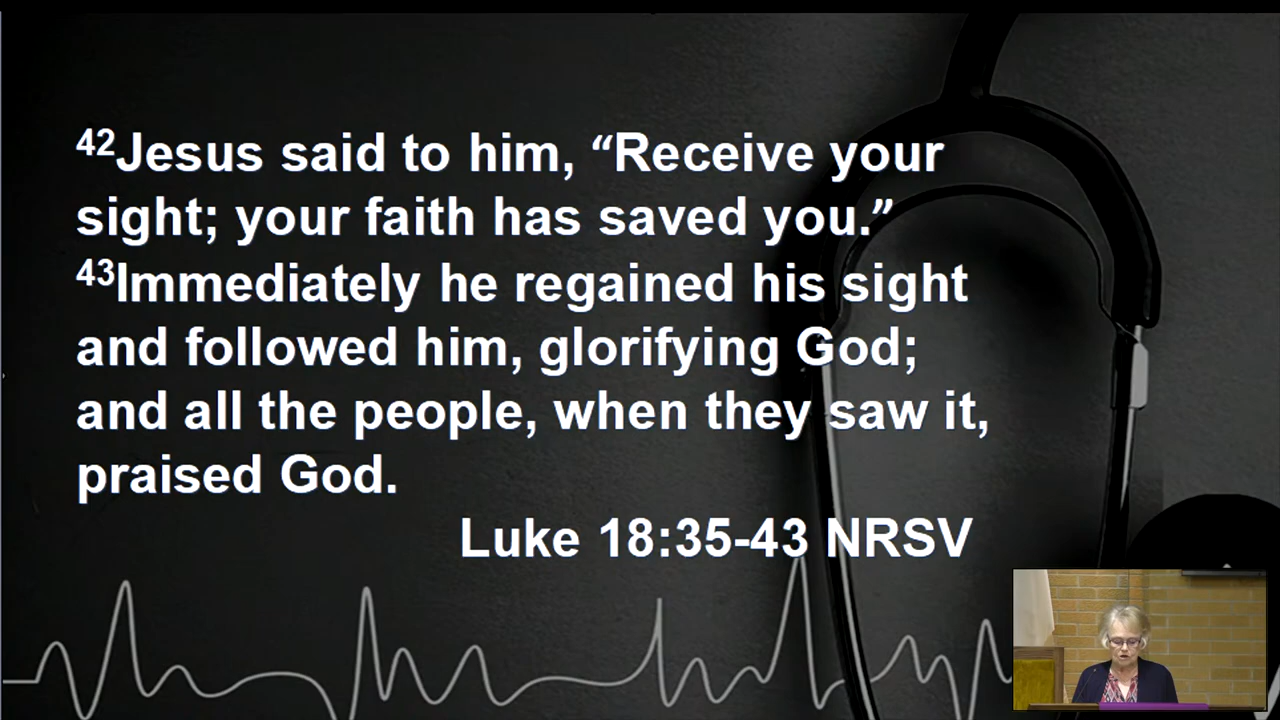 42Jesus said to him, “Receive your
sight; your faith has saved you.”
43Immediately he regained his sight
and followed him, glorifying God;
and all the people, when they saw it,
praised God.
Luke 18:35-43 NRSV